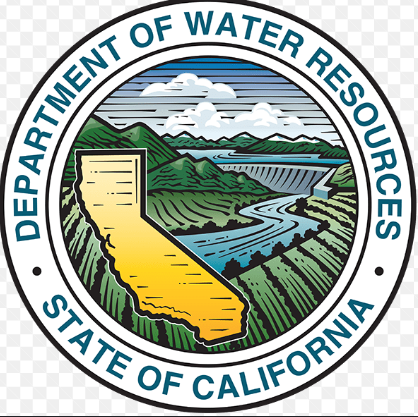 DEPARTMENT OF WATER RESOURCES
STATE OF CALIFORNIA